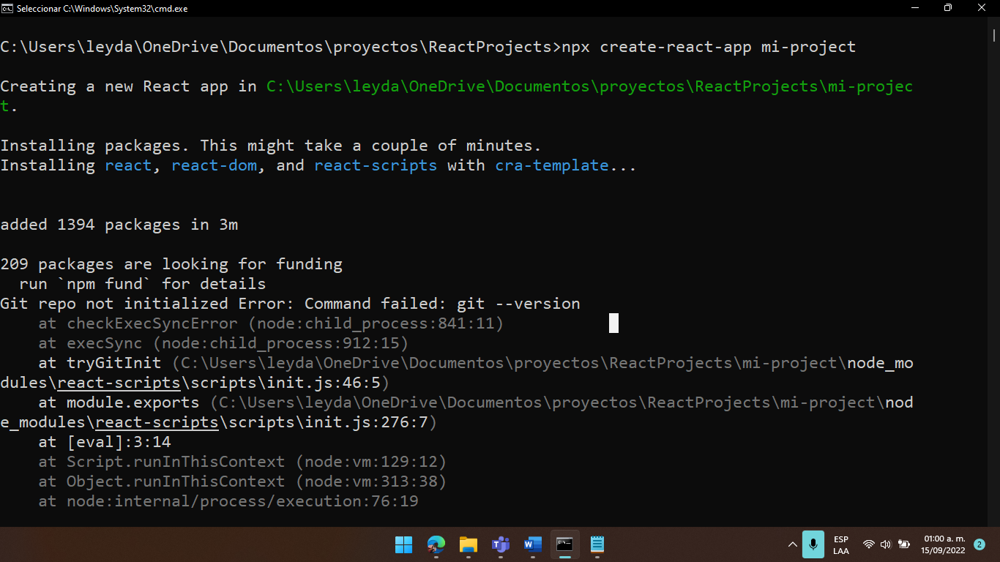 Seleccionar C:\Windows\System32\cmd.exe
C:\Users\leyda\OneDrive\Documentos\proyectos\ReactProjects>npx create-react-app mi-project
Creating a new React app in C:\Users\leyda\OneDrive\Documentos\proyectos\ReactProjects\mi-projec
t.
Installing packages. This might take a couple of minutes.
Installing react, react-dom, and react-scripts with cra-template...
added 1394 packages in 3m
209 packages are looking for funding
  run `npm fund` for details
Git repo not initialized Error: Command failed: git --version
    at checkExecSyncError (node:child_process:841:11)
    at execSync (node:child_process:912:15)
    at tryGitInit (C:\Users\leyda\OneDrive\Documentos\proyectos\ReactProjects\mi-project\node_mo
dules\react-scripts\scripts\init.js:46:5)
    at module.exports (C:\Users\leyda\OneDrive\Documentos\proyectos\ReactProjects\mi-project\nod
e_modules\react-scripts\scripts\init.js:276:7)
    at [eval]:3:14
    at Script.runInThisContext (node:vm:129:12)
    at Object.runInThisContext (node:vm:313:38)
    at node:internal/process/execution:76:19
ESP
LAA
01:00 a. m.
15/09/2022
2